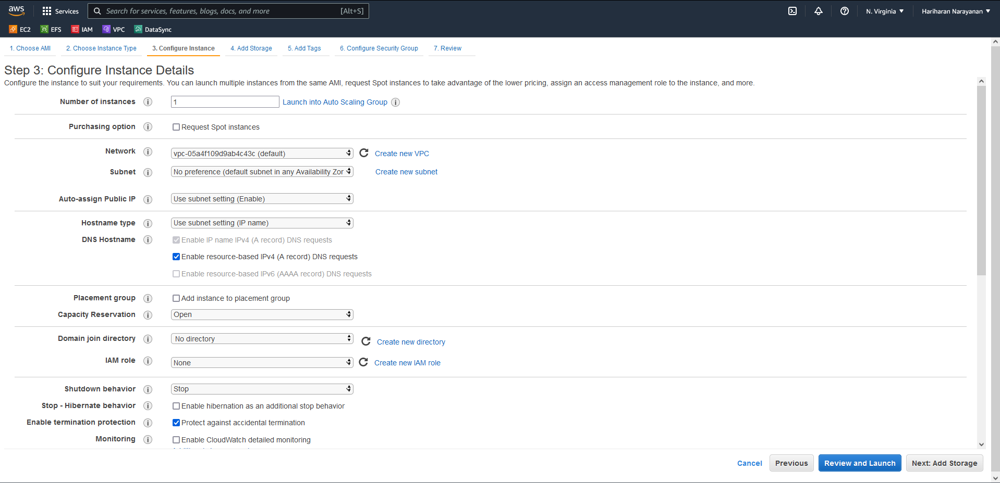 aws
Services
Search for services, features, blogs, docs, and more [Alt+S]
N. Virginia
Hariharan Narayanan
EC2 EFS IAM VPC DataSync
1. Choose AMI 2. Choose Instance Type 3. Configure Instance 4. Add Storage 5. Add Tags 6. Configure Security Group 7. Review
Step 3: Configure Instance Details
Configure the instance to suit your requirements. You can launch multiple instances from the same AMI, request Spot instances to take advantage of the lower pricing, assign an access management role to the instance, and more.
Number of instances 1 Launch into Auto Scaling Group
Purchasing option Request Spot instances
Network vpc-05a4f109d9ab4c43c (default) Create new VPC
Subnet No preference (default subnet in any Availability Zor Create new subnet
Auto-assign Public IP Use subnet setting (Enable)
Hostname type Use subnet setting (IP name)
DNS Hostname Enable IP name IPv4 (A record) DNS requests
Enable resource-based IPv4 (A record) DNS requests
Enable resource-based IPv6 (AAAA record) DNS requests
Placement group Add instance to placement group
Capacity Reservation Open
Domain join directory No directory Create new directory
IAM role None Create new IAM role
Shutdown behavior Stop
Stop - Hibernate behavior Enable hibernation as an additional stop behavior
Enable termination protection Protect against accidental termination
Monitoring Enable CloudWatch detailed monitoring
Cancel Previous Review and Launch Next: Add Storage